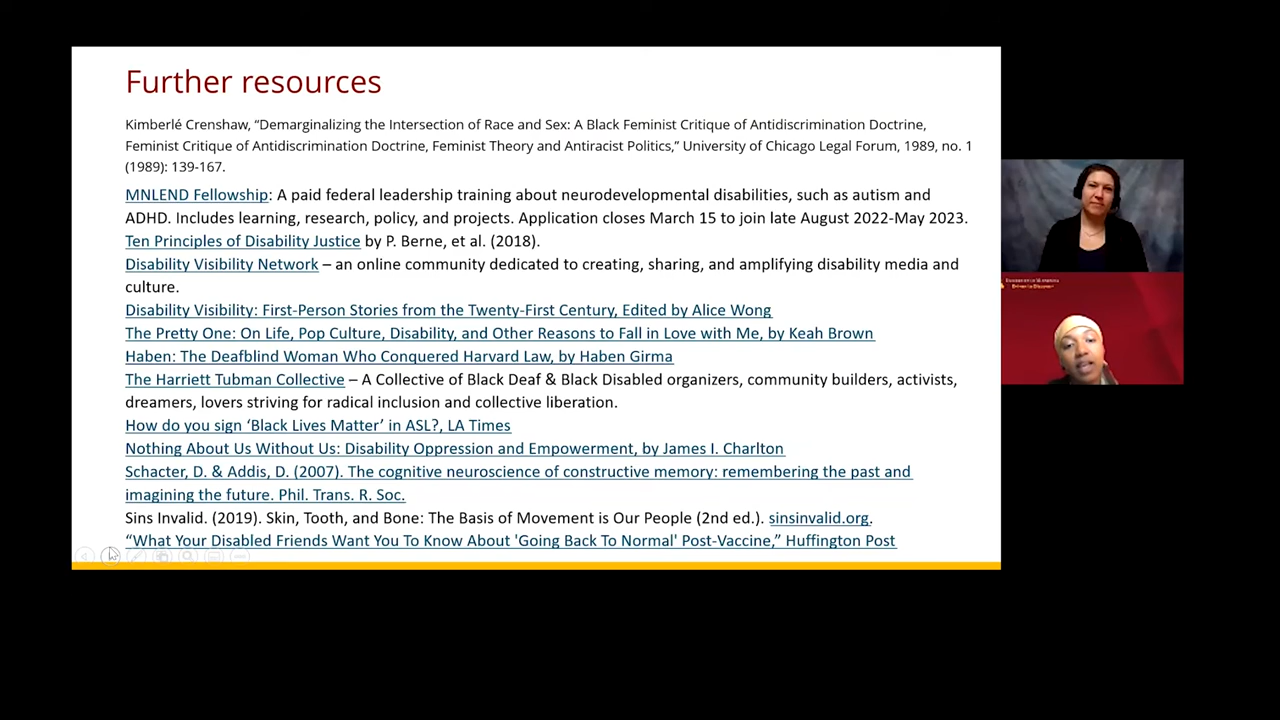 Further resources
Kimberlé Crenshaw, “Demarginalizing the Intersection of Race and Sex: A Black Feminist Critique of Antidiscrimination Doctrine,
Feminist Critique of Antidiscrimination Doctrine, Feminist Theory and Antiracist Politics,” University of Chicago Legal Forum, 1989, no. 1
(1989): 139-167.
MNLEND Fellowship: A paid federal leadership training about neurodevelopmental disabilities, such as autism and
ADHD. Includes learning, research, policy, and projects. Application closes March 15 to join late August 2022-May 2023.
Ten Principles of Disability Justice by P. Berne, et al. (2018).
Disability Visibility Network – an online community dedicated to creating, sharing, and amplifying disability media and
culture.
Disability Visibility: First-Person Stories from the Twenty-First Century, Edited by Alice Wong
The Pretty One: On Life, Pop Culture, Disability, and Other Reasons to Fall in Love with Me, by Keah Brown
Haben: The Deafblind Woman Who Conquered Harvard Law, by Haben Girma
The Harriett Tubman Collective – A Collective of Black Deaf & Black Disabled organizers, community builders, activists,
dreamers, lovers striving for radical inclusion and collective liberation.
How do you sign ‘Black Lives Matter’ in ASL?, LA Times
Nothing About Us Without Us: Disability Oppression and Empowerment, by James I. Charlton
Schacter, D. & Addis, D. (2007). The cognitive neuroscience of constructive memory: remembering the past and
imagining the future. Phil. Trans. R. Soc.
Sins Invalid. (2019). Skin, Tooth, and Bone: The Basis of Movement is Our People (2nd ed.). sinsinvalid.org.
“What Your Disabled Friends Want You To Know About 'Going Back To Normal' Post-Vaccine,” Huffington Post
Driven to Discover